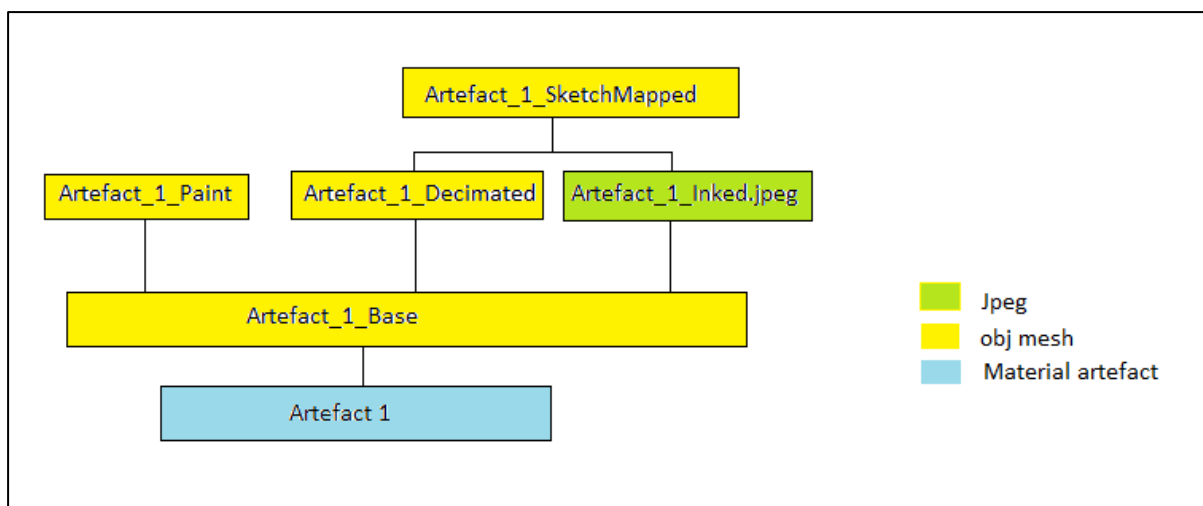 Artefact_1_SketchMapped
Artefact_1_Paint
Artefact_1_Decimated
Artefact_1_Inked.jpeg
Artefact_1_Base
Artefact 1
Jpeg
obj mesh
Material artefact